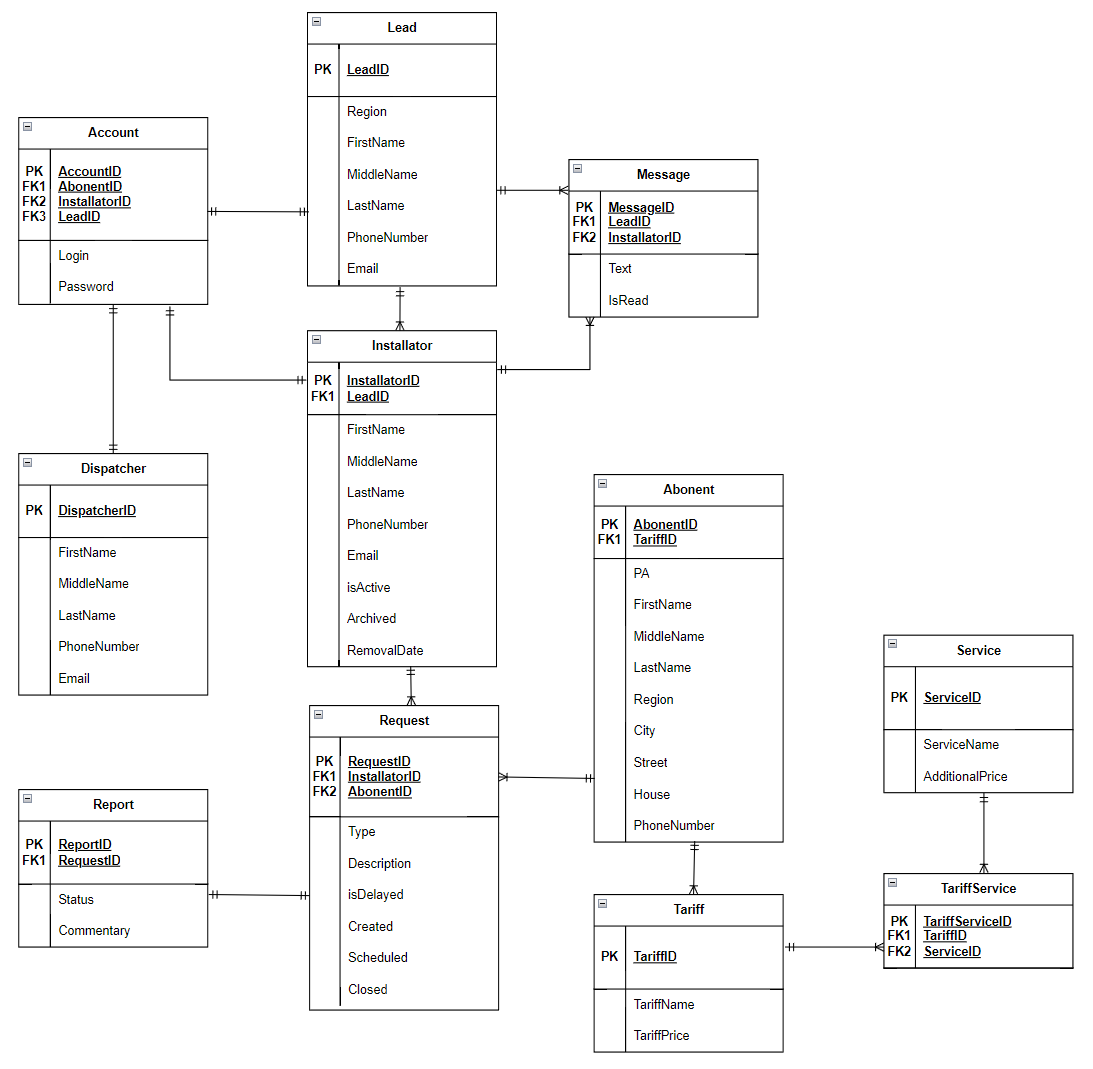 Lead
PK LeadID
Region
FirstName
MiddleName
LastName
PhoneNumber
Email
Account
PK AccountID
FK1 AbonentID
FK2 InstallatorID
FK3 LeadID
Login
Password
Message
PK MessageID
FK1 LeadID
FK2 InstallatorID
Text
IsRead
Installator
PK InstallatorID
FK1 LeadID
FirstName
MiddleName
LastName
PhoneNumber
Email
isActive
Archived
RemovalDate
Dispatcher
PK DispatcherID
FirstName
MiddleName
LastName
PhoneNumber
Email
Abonent
PK AbonentID
FK1 TariffID
PA
FirstName
MiddleName
LastName
Region
City
Street
House
PhoneNumber
Service
PK ServiceID
ServiceName
AdditionalPrice
Request
PK RequestID
FK1 InstallatorID
FK2 AbonentID
Type
Description
isDelayed
Created
Scheduled
Closed
Report
PK ReportID
FK1 RequestID
Status
Commentary
Tariff
PK TariffID
TariffName
TariffPrice
TariffService
PK TariffServiceID
FK1 TariffID
FK2 ServiceID